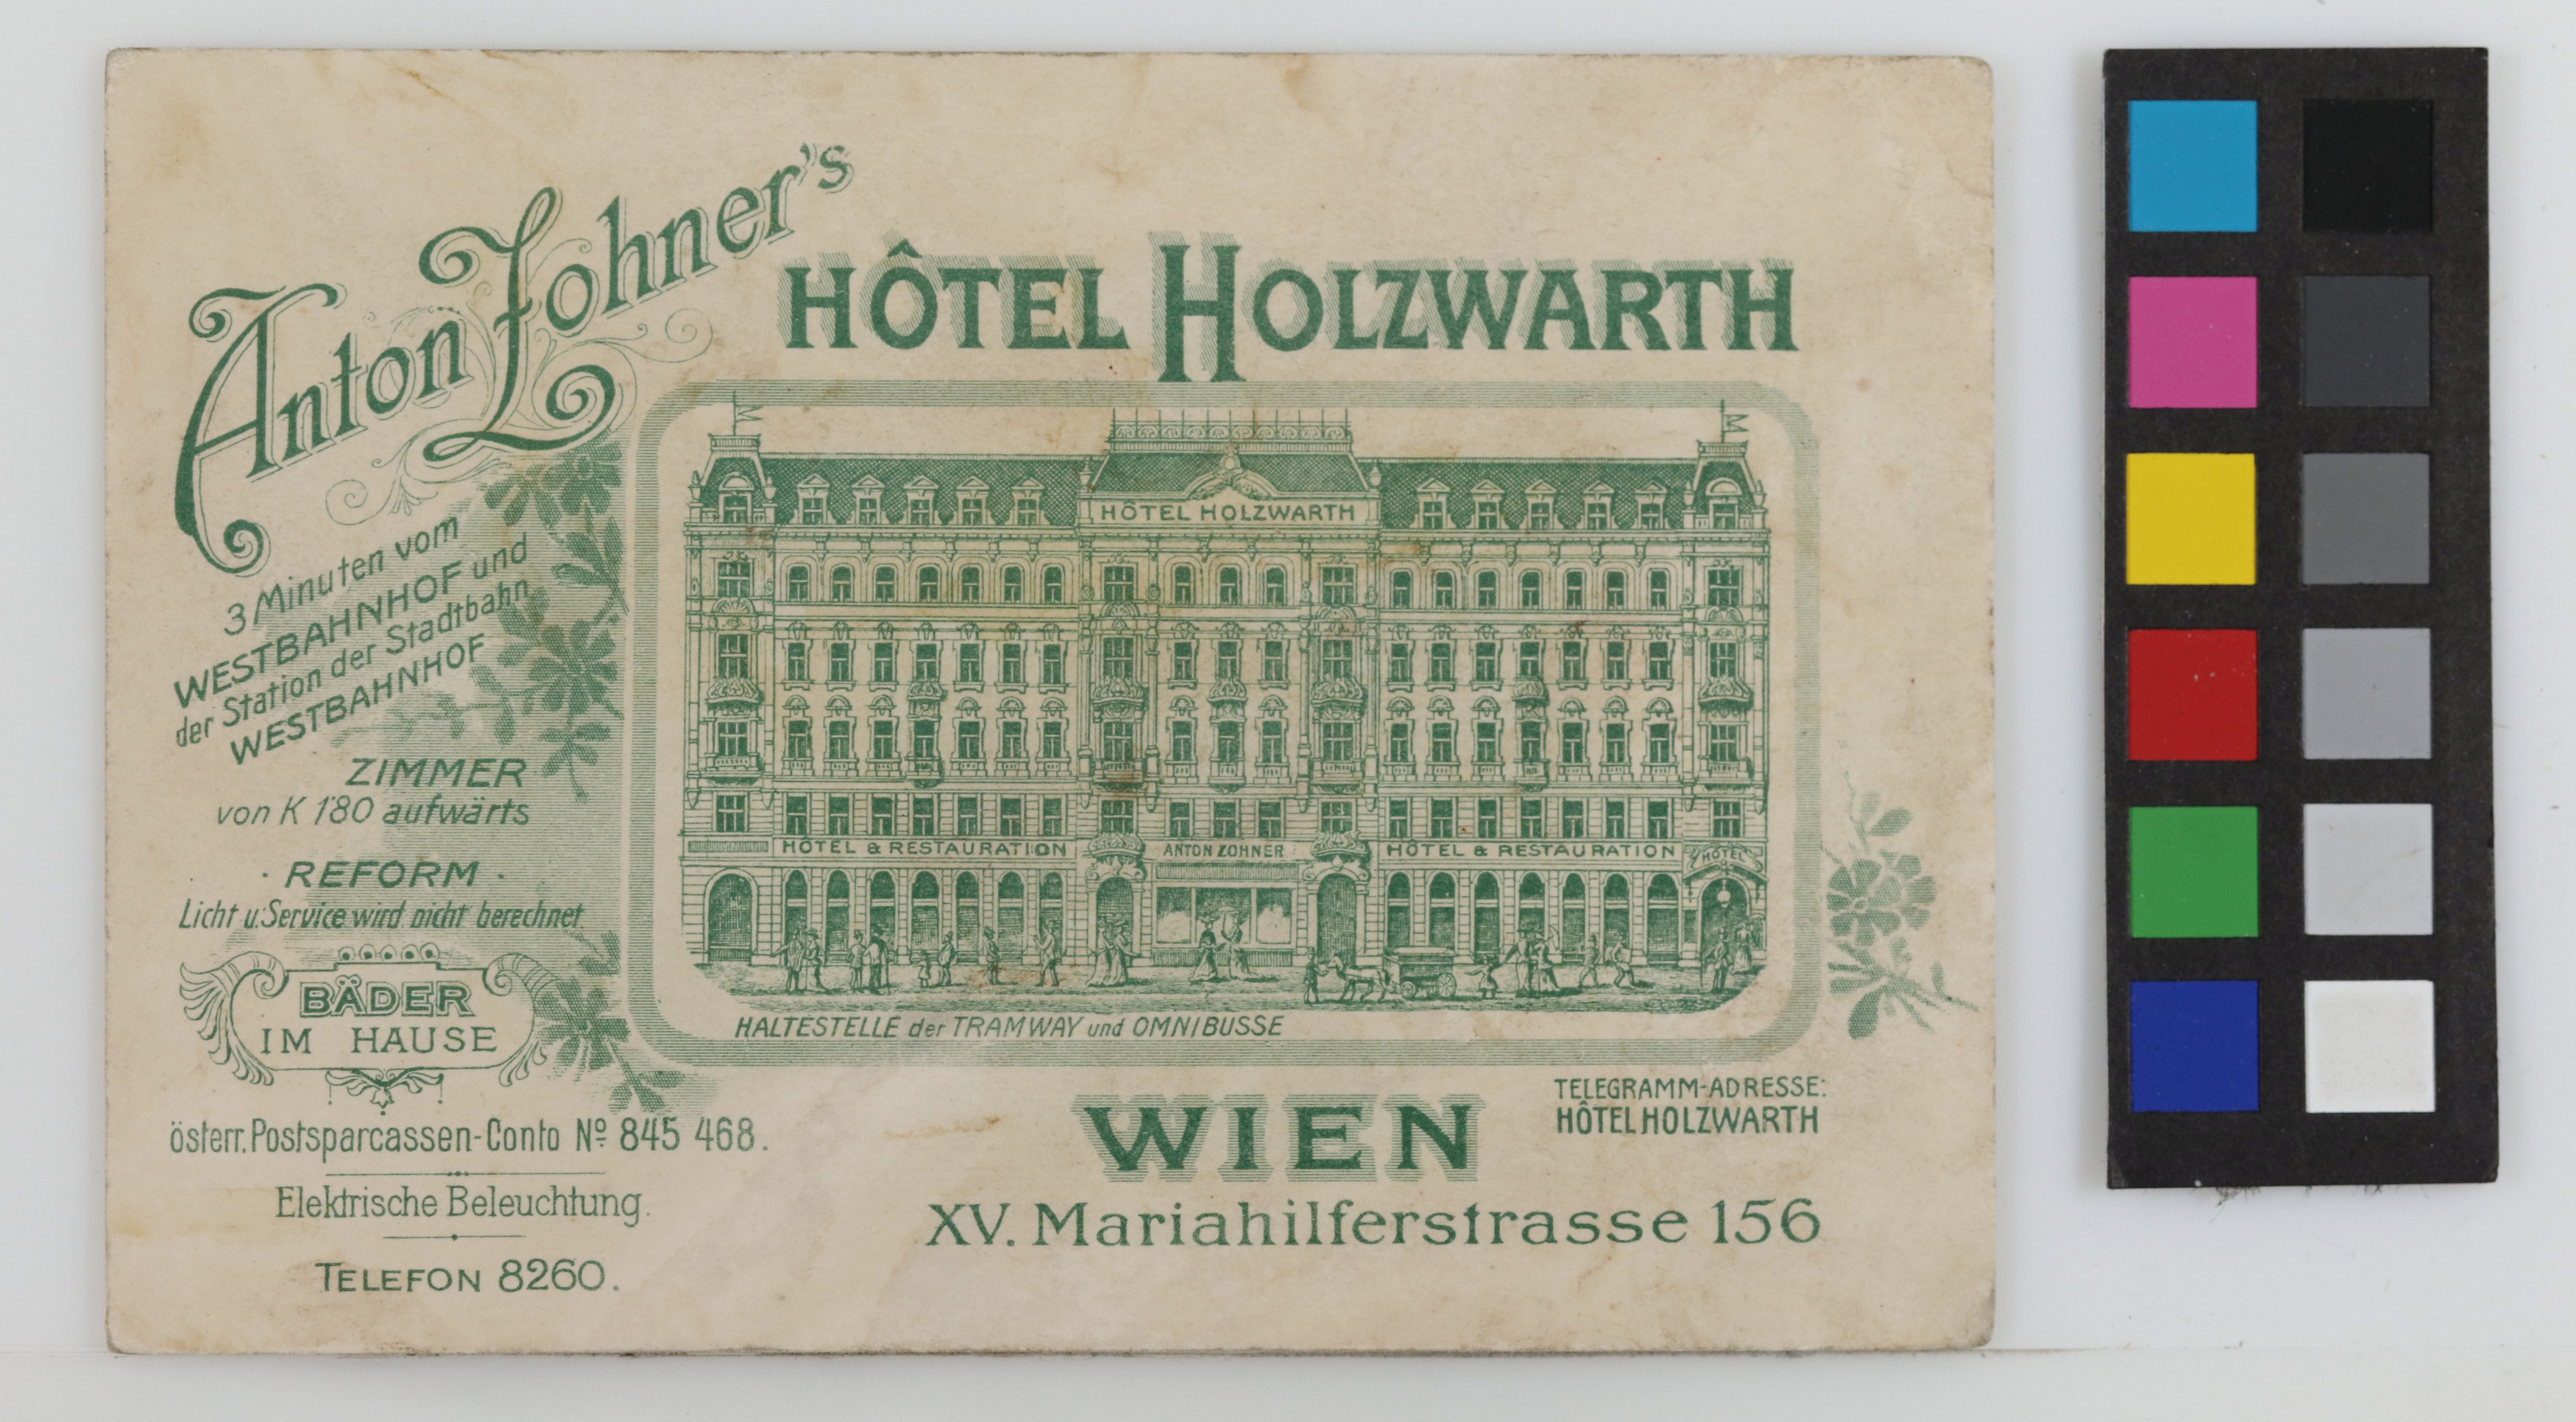 Anton Zohner's
HÔTEL HOLZWARTH
3 Minuten vom
WESTBAHNHOF und
der Station der Stadtbahn
WESTBAHNHOF
ZIMMER
von K 1'80 aufwärts
· REFORM ·
Licht u. Service wird nicht berechnet
BÄDER
IM HAUSE
österr. Postsparcassen-Conto Nº 845 468.
Elektrische Beleuchtung.
TELEFON 8260.
HÔTEL HOLZWARTH
HÔTEL & RESTAURATION
ANTON ZOHNER
HÔTEL & RESTAURATION
HÔTEL
HALTESTELLE der TRAMWAY und OMNIBUSSE
TELEGRAMM-ADRESSE:
HÔTEL HOLZWARTH
WIEN
XV. Mariahilferstrasse 156